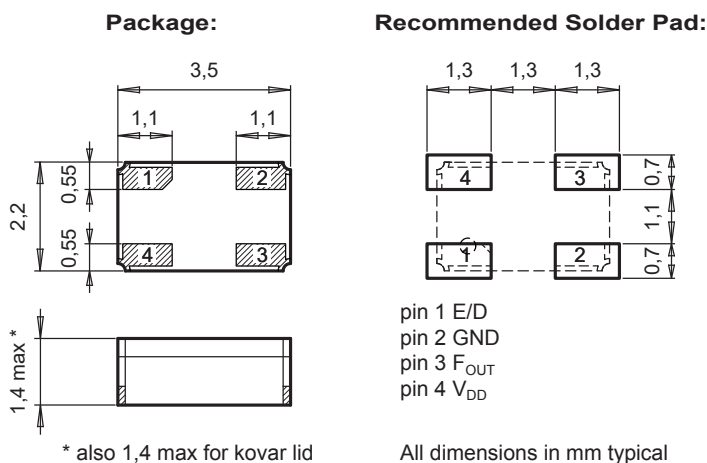 Package:
3,5
1,1 1,1
0,55
2,2
0,55
1 2
4 3
1,4 max *
* also 1,4 max for kovar lid
Recommended Solder Pad:
1,3 1,3 1,3
4 3
0,7
1,1
0,7
1 2
pin 1 E/D
pin 2 GND
pin 3 FOUT
pin 4 VDD
All dimensions in mm typical